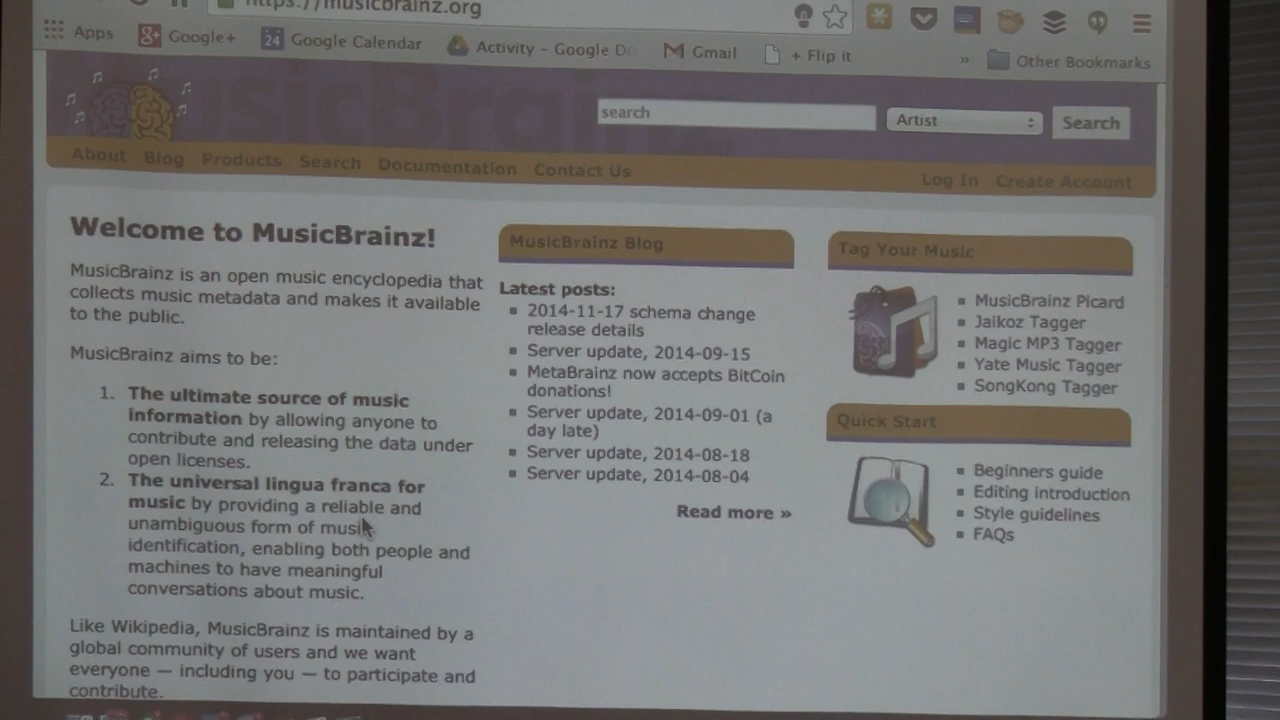 https://musicbrainz.org
Apps
Google+
24
Google Calendar
Activity - Google Dr
Gmail
+ Flip it
»
Other Bookmarks
MusicBrainz
search
Artist
Search
About
Blog
Products
Search
Documentation
Contact Us
Log In
Create Account
Welcome to MusicBrainz!
MusicBrainz is an open music encyclopedia that
collects music metadata and makes it available
to the public.
MusicBrainz aims to be:
1. The ultimate source of music
information by allowing anyone to
contribute and releasing the data under
open licenses.
2. The universal lingua franca for
music by providing a reliable and
unambiguous form of music
identification, enabling both people and
machines to have meaningful
conversations about music.
Like Wikipedia, MusicBrainz is maintained by a
global community of users and we want
everyone — including you — to participate and
contribute.
MusicBrainz Blog
Latest posts:
2014-11-17 schema change
release details
Server update, 2014-09-15
MetaBrainz now accepts BitCoin
donations!
Server update, 2014-09-01 (a
day late)
Server update, 2014-08-18
Server update, 2014-08-04
Read more »
Tag Your Music
MusicBrainz Picard
Jaikoz Tagger
Magic MP3 Tagger
Yate Music Tagger
SongKong Tagger
Quick Start
Beginners guide
Editing introduction
Style guidelines
FAQs